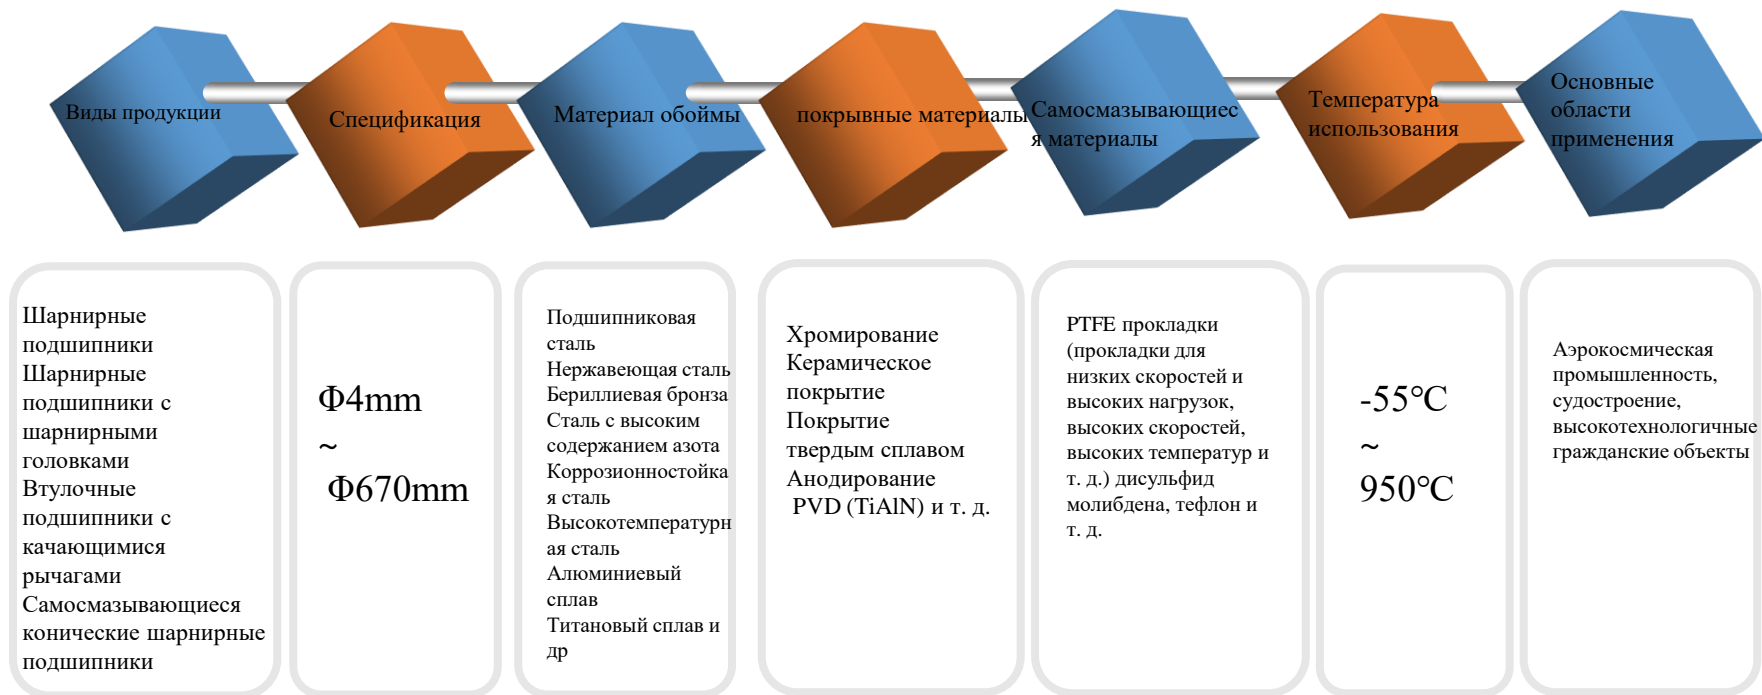 Виды продукции
Спецификация
Материал обоймы
покрывные материалы
Самосмазывающиес
я материалы
Температура
использования
Основные
области
применения
Шарнирные
подшипники
Шарнирные
подшипники с
шарнирными
головками
Втулочные
подшипники с
качающимися
рычагами
Самосмазывающиеся
конические шарнирные
подшипники
Ф4mm
~
Ф670mm
Подшипниковая
сталь
Нержавеющая сталь
Бериллиевая бронза
Сталь с высоким
содержанием азота
Коррозионностойка
я сталь
Высокотемпературн
ая сталь
Алюминиевый
сплав
Титановый сплав и
др
Хромирование
Керамическое
покрытие
Покрытие
твердым сплавом
Анодирование
PVD (TiAlN) и т. д.
PTFE прокладки
(прокладки для
низких скоростей и
высоких нагрузок,
высоких скоростей,
высоких температур и
т. д.) дисульфид
молибдена, тефлон и
т. д.
-55℃
~
950℃
Аэрокосмическая
промышленность,
судостроение,
высокотехнологичные
гражданские объекты